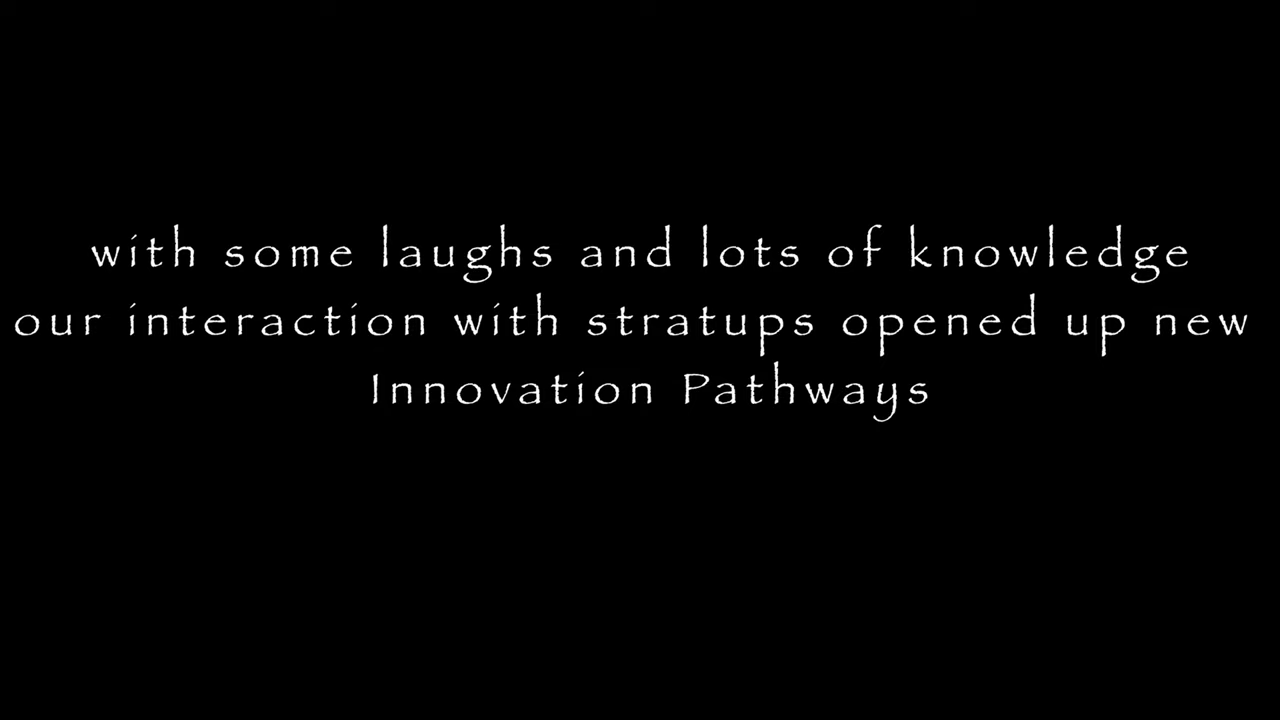 with some laughs and lots of knowledge
our interaction with stratups opened up new
Innovation Pathways